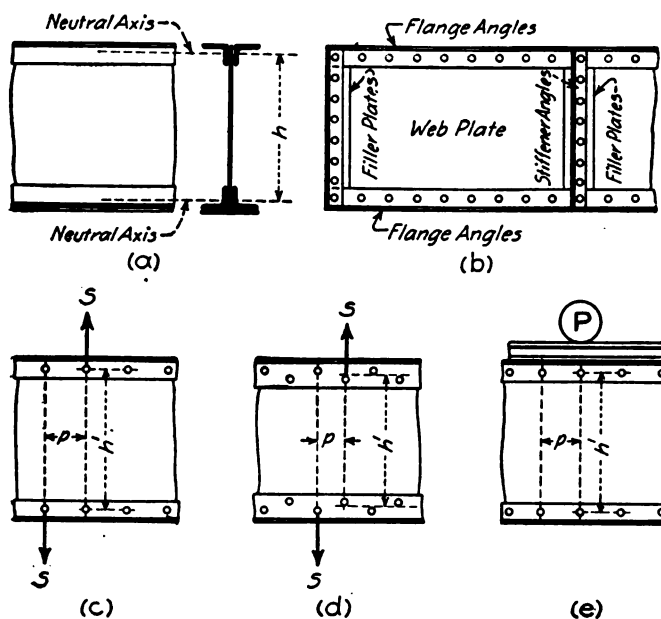 Neutral Axis
h
Neutral Axis
(a)
Flange Angles
Filler Plates
Web Plate
Stiffener Angles
Filler Plates
Flange Angles
(b)
S
p
h'
S
(c)
S
p
h'
S
(d)
P
p
h'
(e)